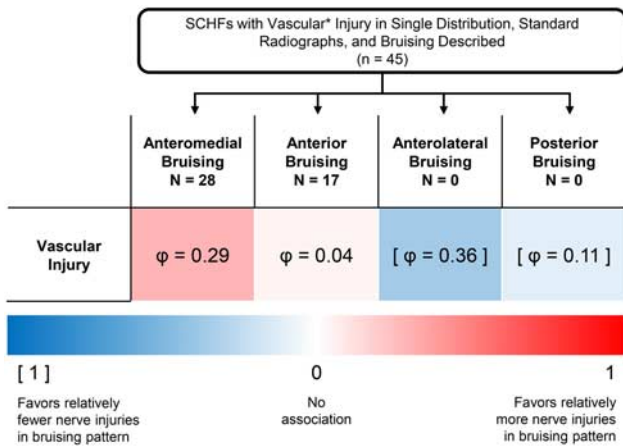 SCHFs with Vascular* Injury in Single Distribution, Standard
Radiographs, and Bruising Described
(n = 45)
Anteromedial
Bruising
N = 28
Anterior
Bruising
N = 17
Anterolateral
Bruising
N = 0
Posterior
Bruising
N = 0
Vascular
Injury
φ = 0.29
φ = 0.04
[ φ = 0.36 ]
[ φ = 0.11 ]
[ 1 ]
0
1
Favors relatively
fewer nerve injuries
in bruising pattern
No
association
Favors relatively
more nerve injuries
in bruising pattern